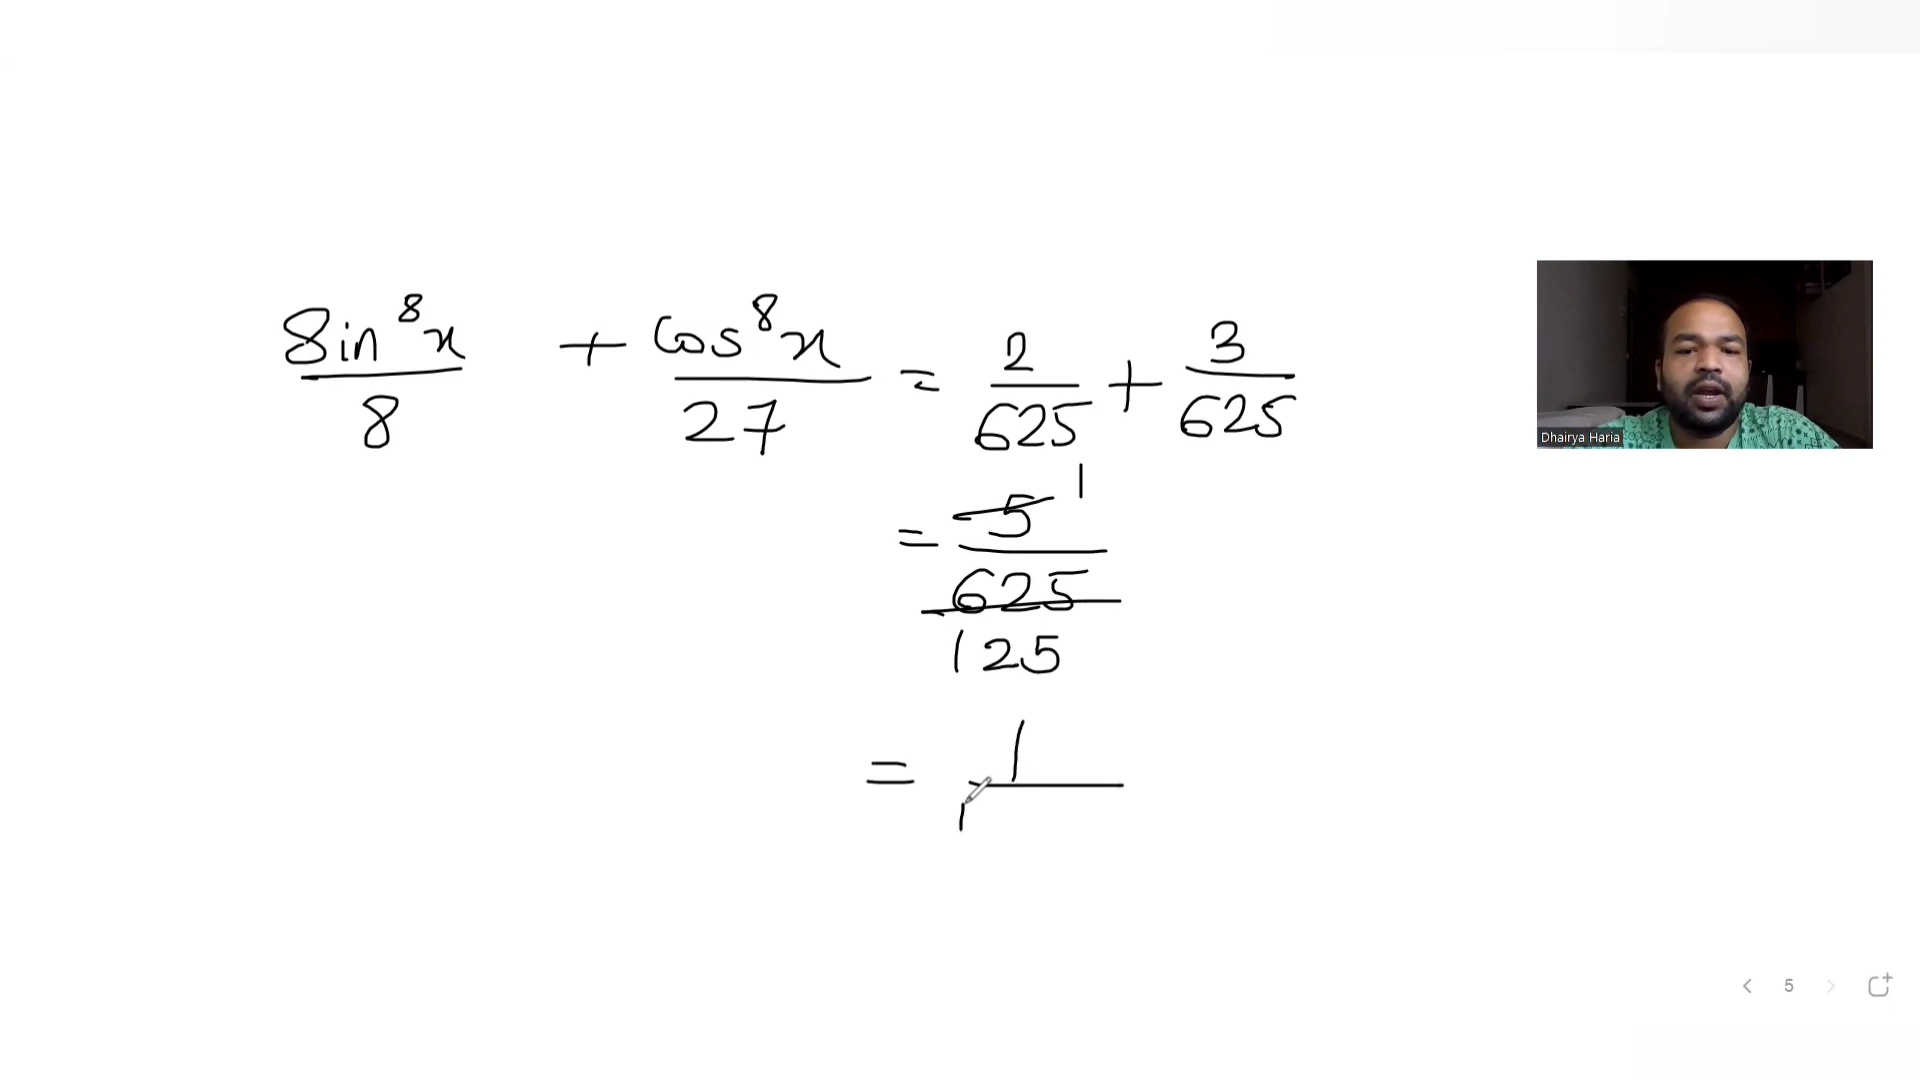 sin⁸x/8 + cos⁸x/27 = 2/625 + 3/625
= 5/625 1/125
= 1/1
Dhairya Haria
5